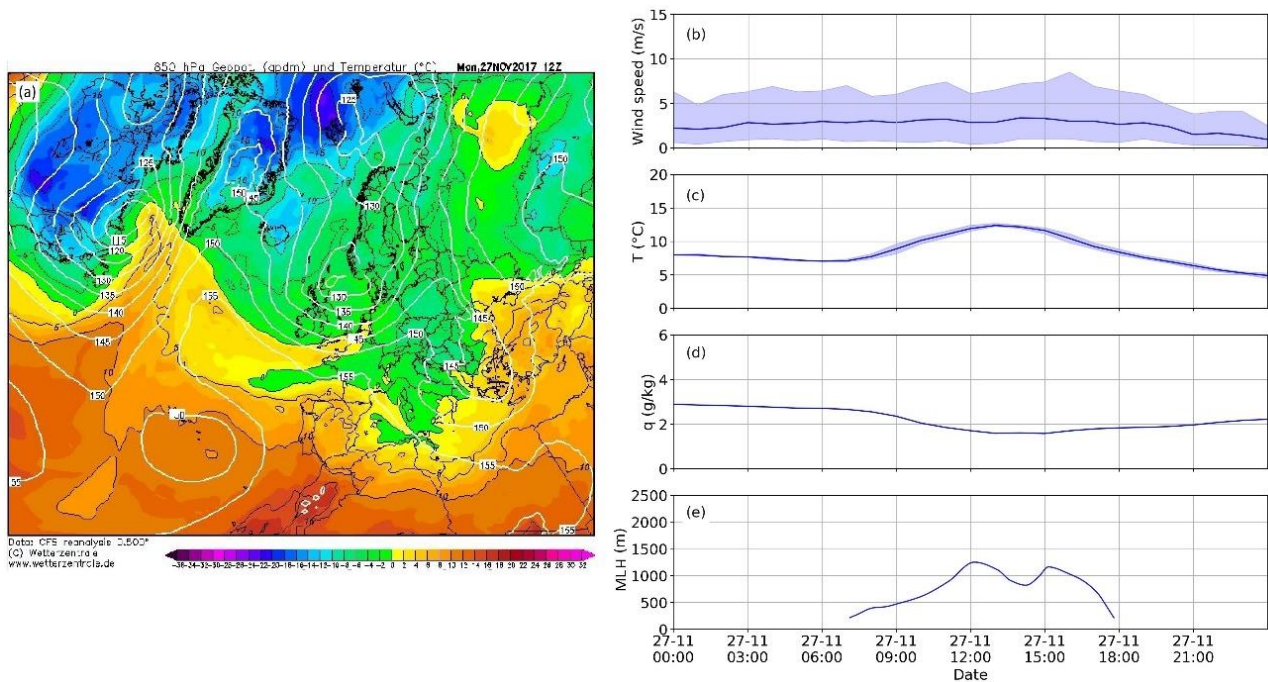 850 hPa Geopot. (gpdm) und Temperatur (°C) Mon,27NOV2017 12Z
(a)
125
125
150
150
115
120
130
150
130
135
140
145
155
130
135
140
150
145
150
145
155
150
150
155
155
155
Data: CFS reanalysis 0.500°
(C) Wetterzentrale
www.wetterzentrale.de
-36-34-32-30-28-26-24-22-20-18-16-14-12-10-8 -6 -4 -2 0 2 4 6 8 10 12 14 16 18 20 22 24 26 28 30 32
(b)
Wind speed (m/s)
15
10
5
0
(c)
T (°C)
20
15
10
5
0
(d)
q (g/kg)
6
4
2
0
(e)
MLH (m)
2500
2000
1500
1000
500
0
27-11 27-11 27-11 27-11 27-11 27-11 27-11 27-11
00:00 03:00 06:00 09:00 12:00 15:00 18:00 21:00
Date